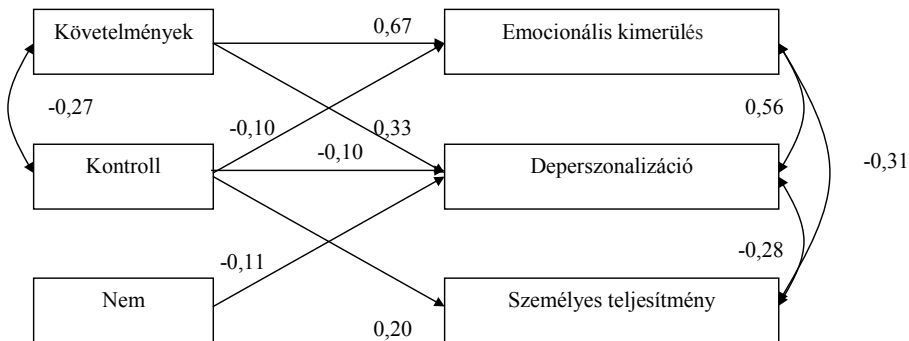 Követelmények
0,67
Emocionális kimerülés
-0,27
-0,10
0,33
0,56
Kontroll
-0,10
Deperszonalizáció
-0,31
-0,11
-0,28
Nem
0,20
Személyes teljesítmény